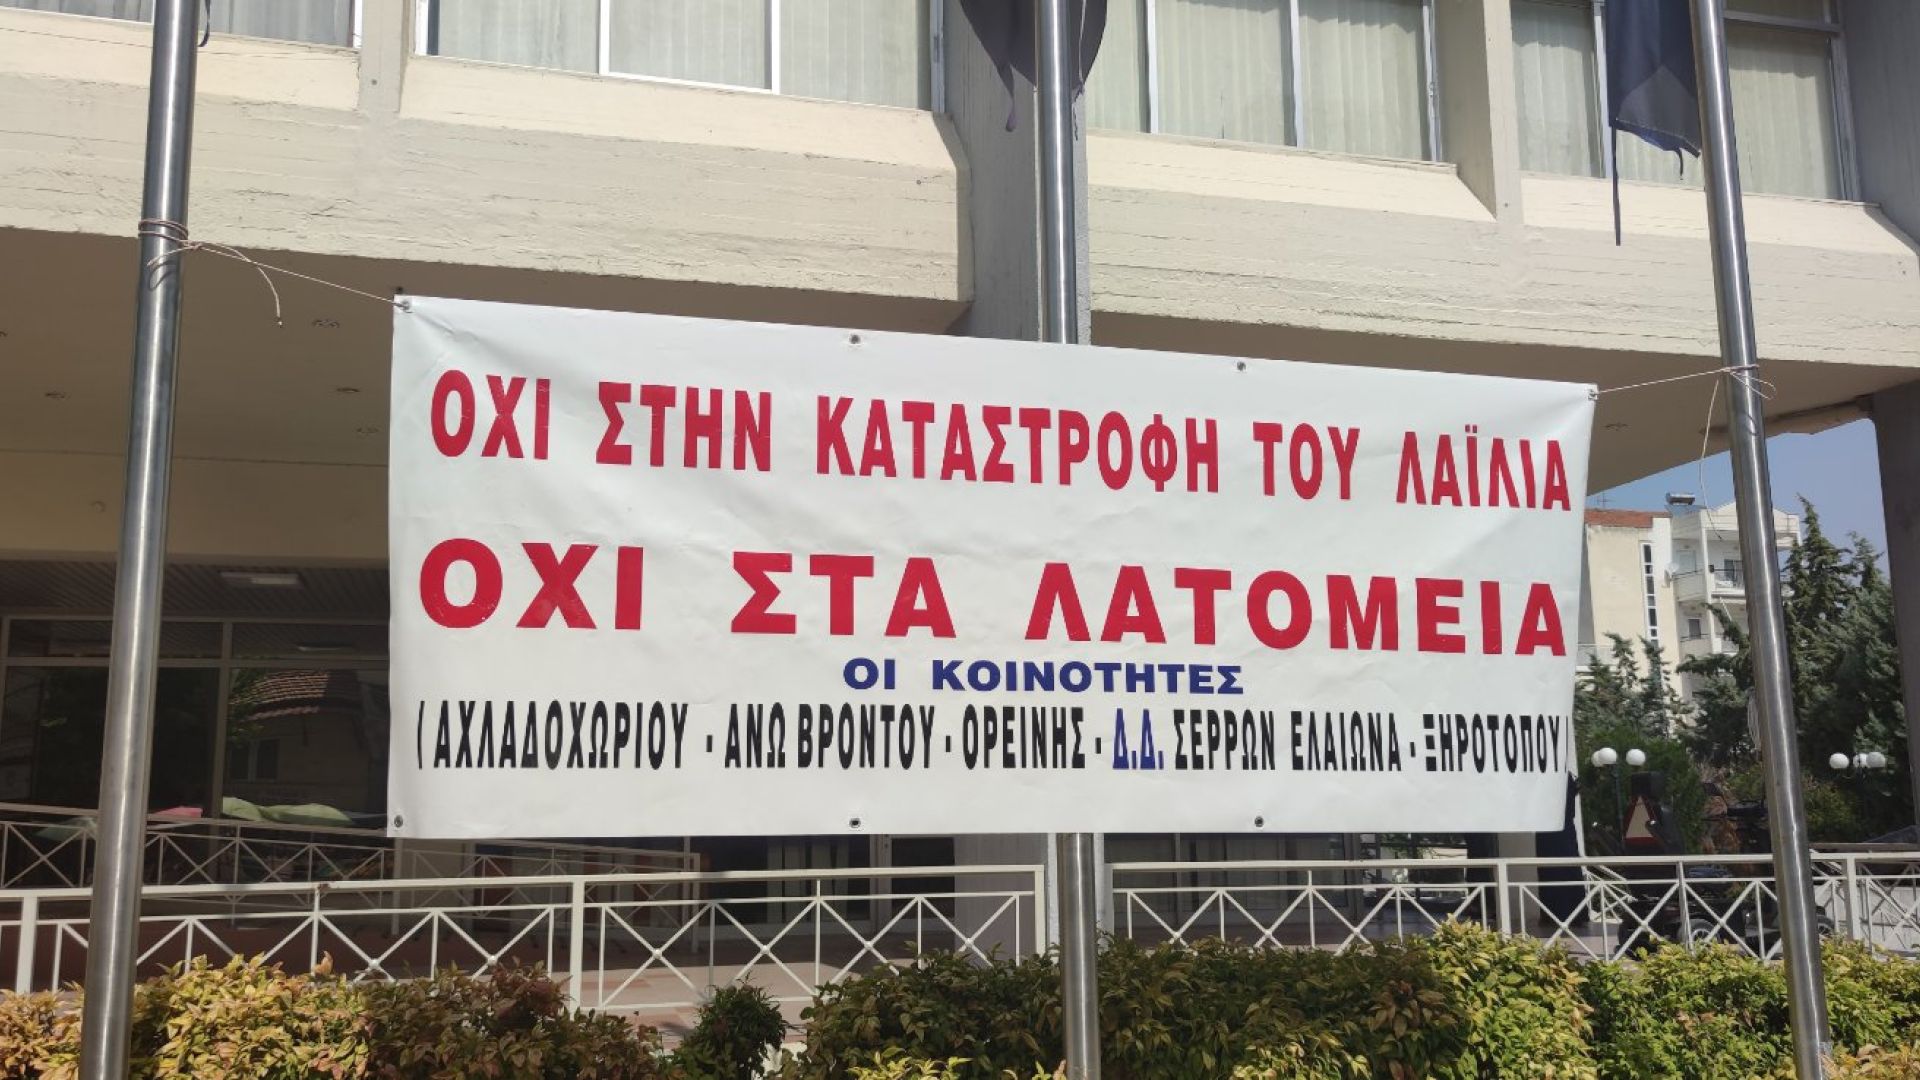 ΟΧΙ ΣΤΗΝ ΚΑΤΑΣΤΡΟΦΗ ΤΟΥ ΛΑΪΛΙΑ
ΟΧΙ ΣΤΑ ΛΑΤΟΜΕΙΑ
ΟΙ ΚΟΙΝΟΤΗΤΕΣ
(ΑΧΛΑΔΟΧΩΡΙΟΥ - ΑΝΩ ΒΡΟΝΤΟΥ - ΟΡΕΙΝΗΣ - Δ.Δ. ΣΕΡΡΩΝ ΕΛΑΙΩΝΑ - ΞΗΡΟΤΟΠΟΥ)